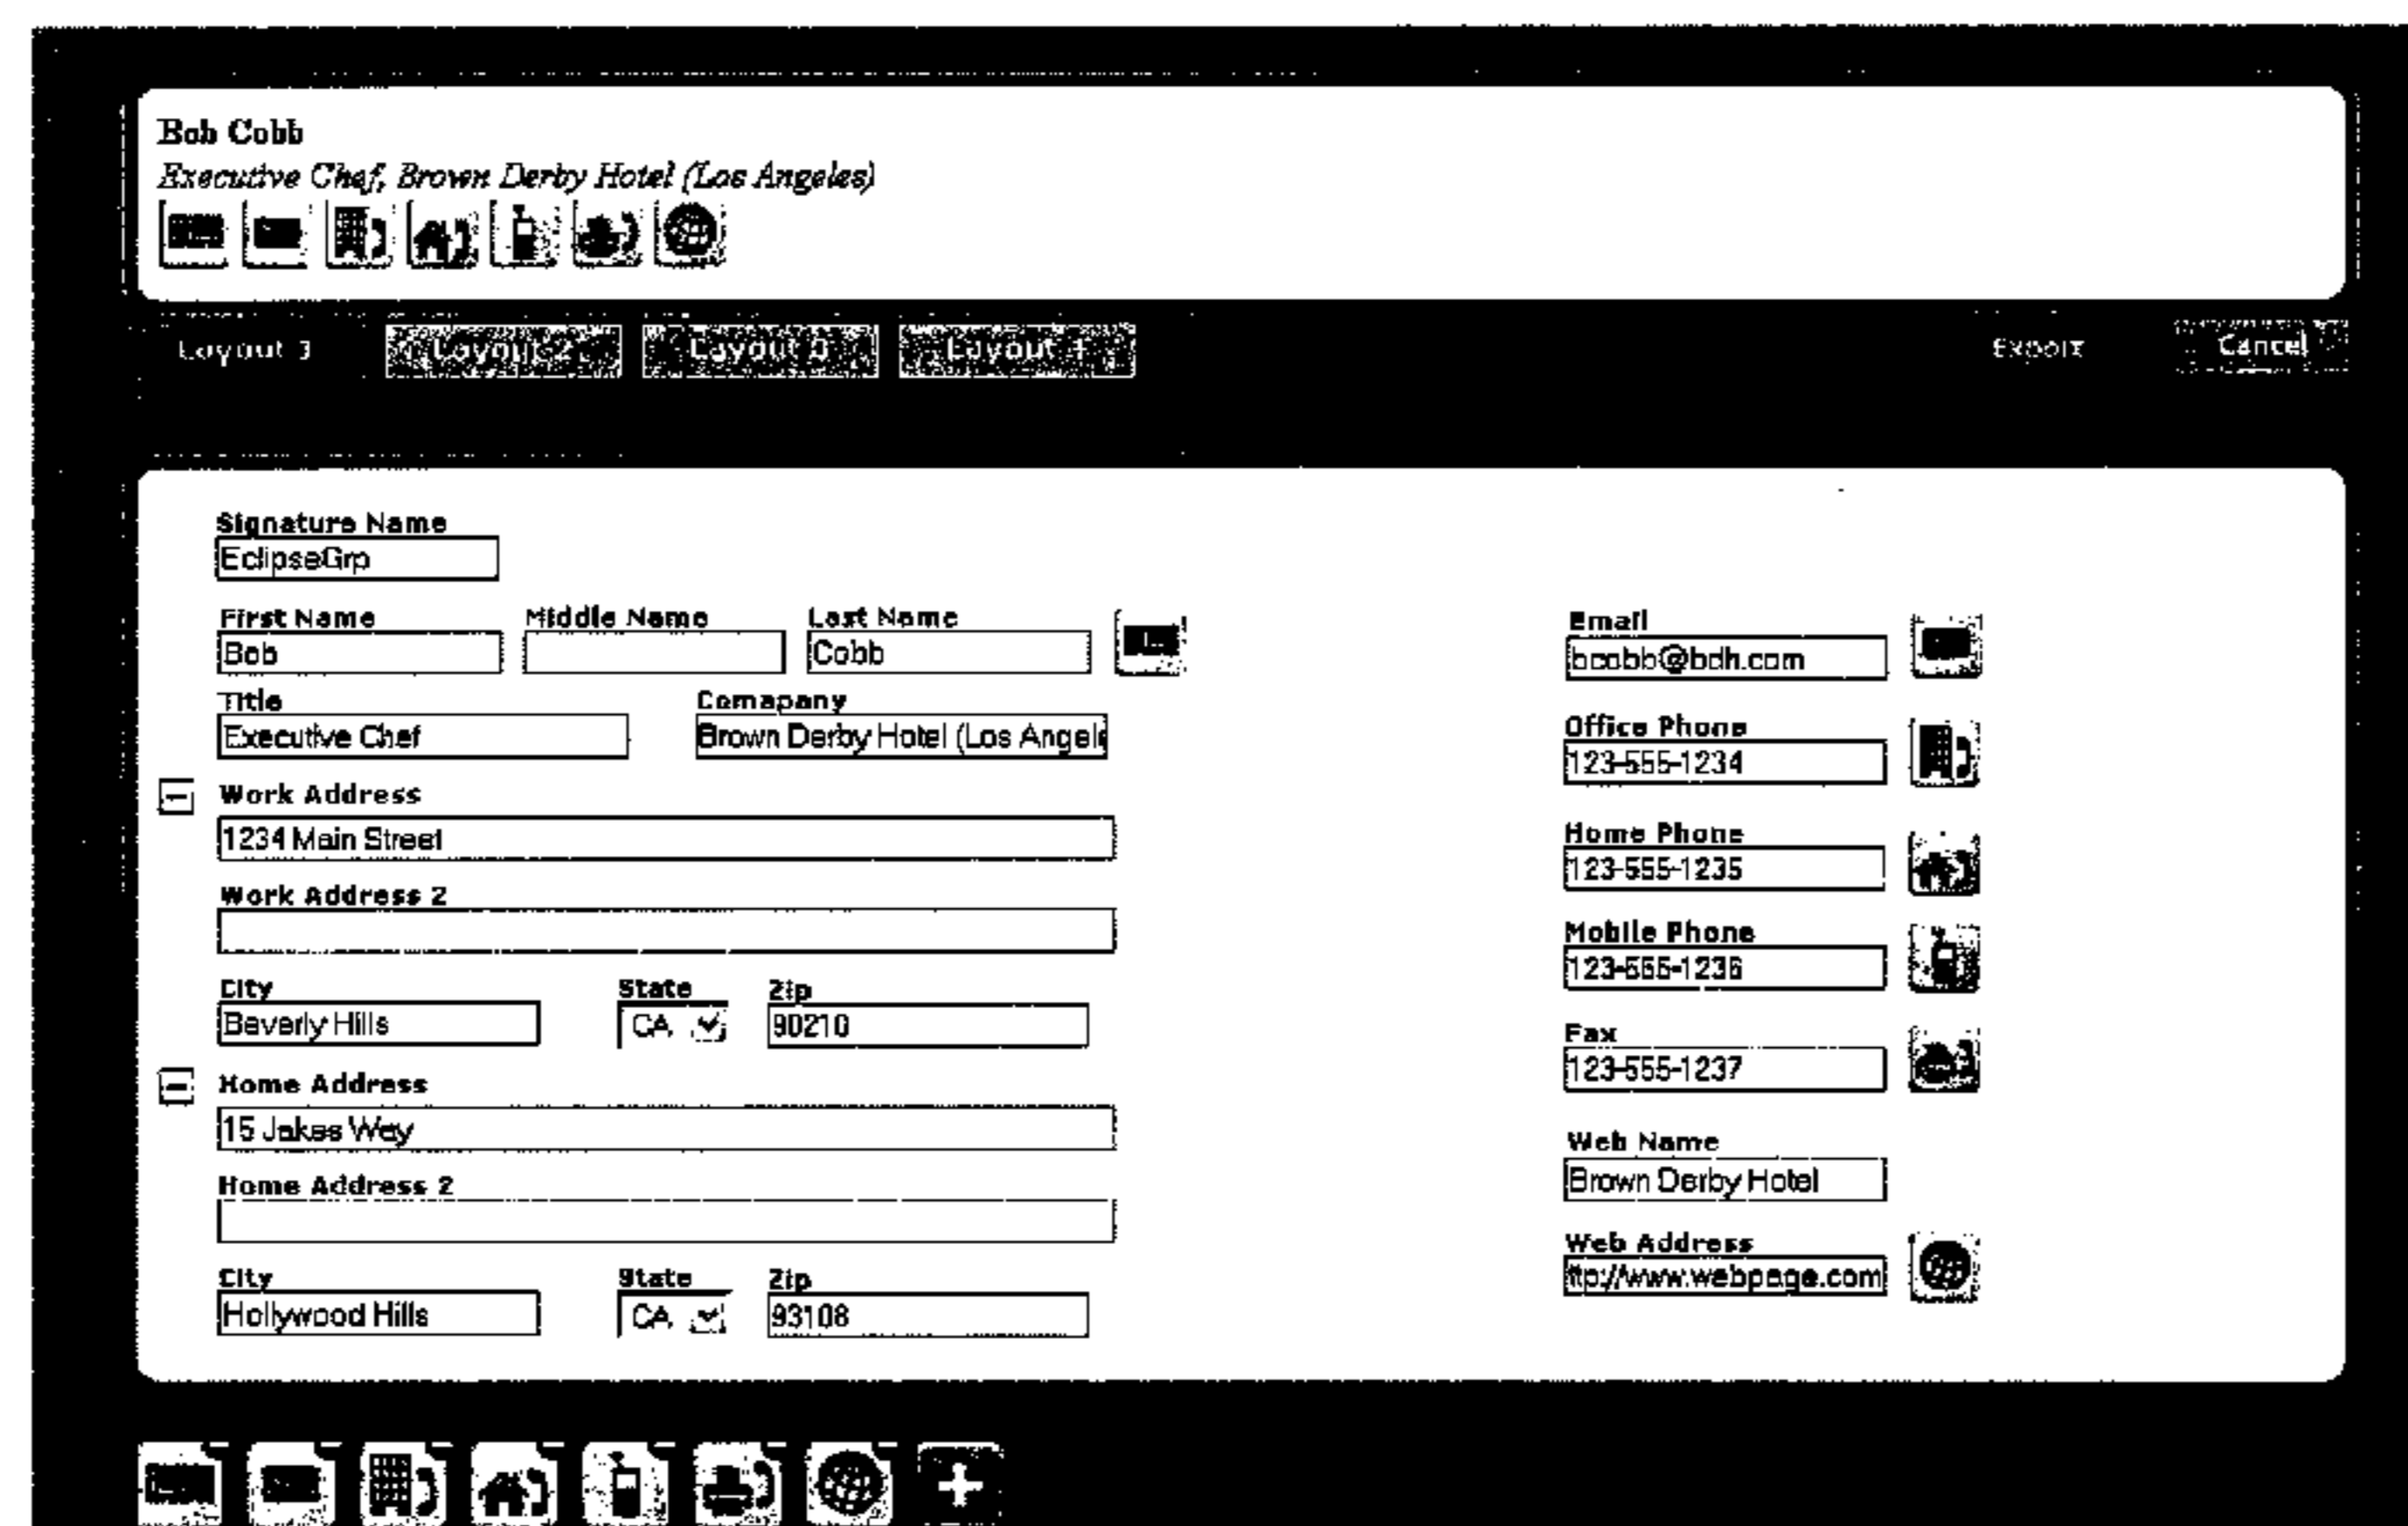 Bob Cobb
Executive Chef, Brown Derby Hotel (Los Angeles)
Layout Layout 2 Layout Layout
Export Cancel
Signature Name
EclipseGrp
First Name Middle Name Last Name
Bob Cobb
Title Comapany
Executive Chef Brown Derby Hotel (Los Angele
Work Address
1234 Main Street
Work Address 2
City State Zip
Beverly Hills CA 90210
Home Address
15 Jakes Way
Home Address 2
City State Zip
Hollywood Hills CA 93108
Email
bcobb@bdh.com
Office Phone
123-555-1234
Home Phone
123-555-1235
Mobile Phone
123-555-1236
Fax
123-555-1237
Web Name
Brown Derby Hotel
Web Address
ttp://www.webpage.com